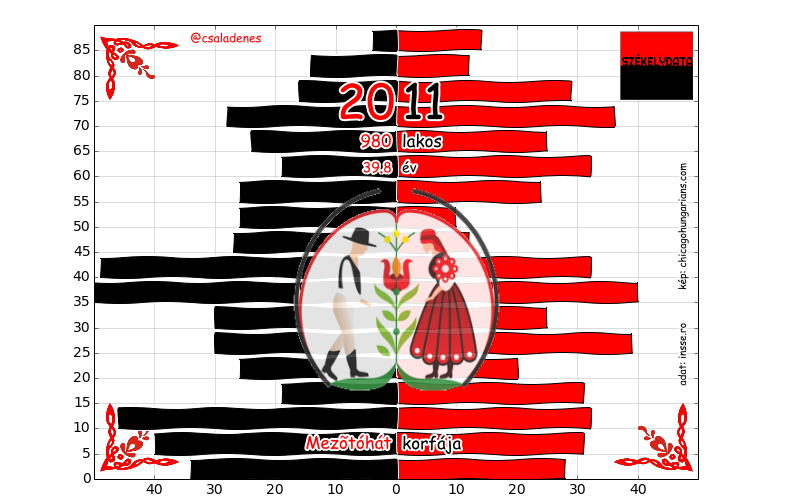 @csaladenes
SZÉKELYDATA
2011
980 lakos
39.8 év
kép: chicagohungarians.com
adat: insse.ro
Mezőtóhát korfája
85
80
75
70
65
60
55
50
45
40
35
30
25
20
15
10
5
0
40 30 20 10 0 10 20 30 40